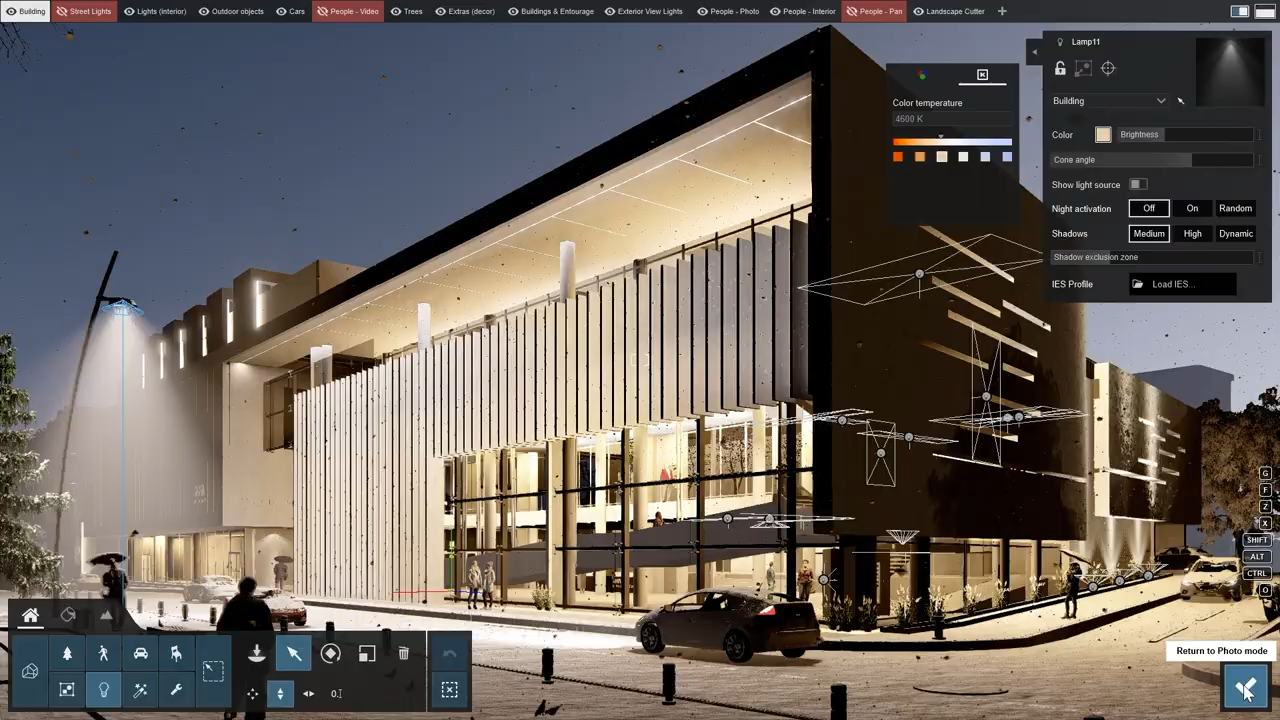 Building
Street Lights
Lights (interior)
Outdoor objects
Cars
People - Video
Trees
Extras (decor)
Buildings & Entourage
Exterior View Lights
People - Photo
People - Interior
People - Pan
Landscape Cutter
Lamp11
Building
Color
Brightness
Cone angle
Show light source
Night activation
Off
On
Random
Shadows
Medium
High
Dynamic
Shadow exclusion zone
IES Profile
Load IES...
K
Color temperature
4600 K
G
Z
X
SHIFT
ALT
CTRL
O
Return to Photo mode